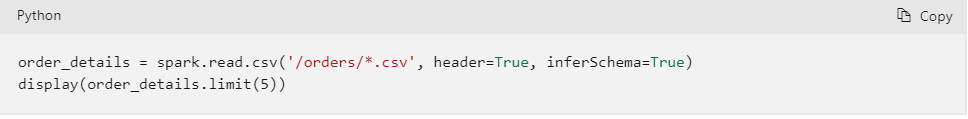 Python
Copy
order_details = spark.read.csv('/orders/*.csv', header=True, inferSchema=True)
display(order_details.limit(5))